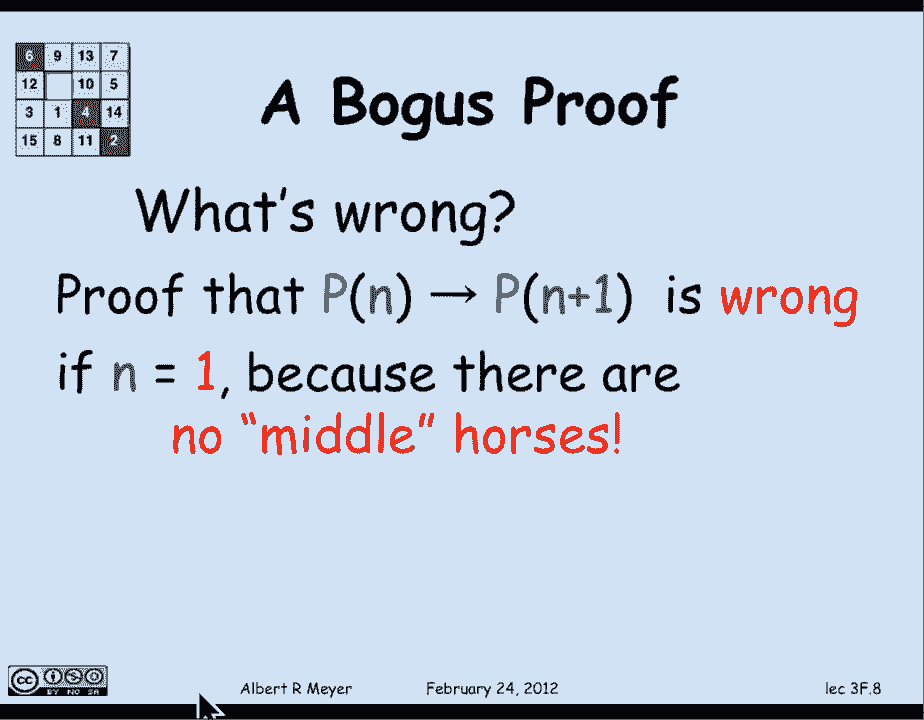 6 9 13 7
12 10 5
3 1 4 14
15 8 11 2
A Bogus Proof
What's wrong?
Proof that P(n) → P(n+1) is wrong
if n = 1, because there are
no “middle” horses!
cc BY NC SA
Albert R Meyer February 24, 2012 lec 3F.8